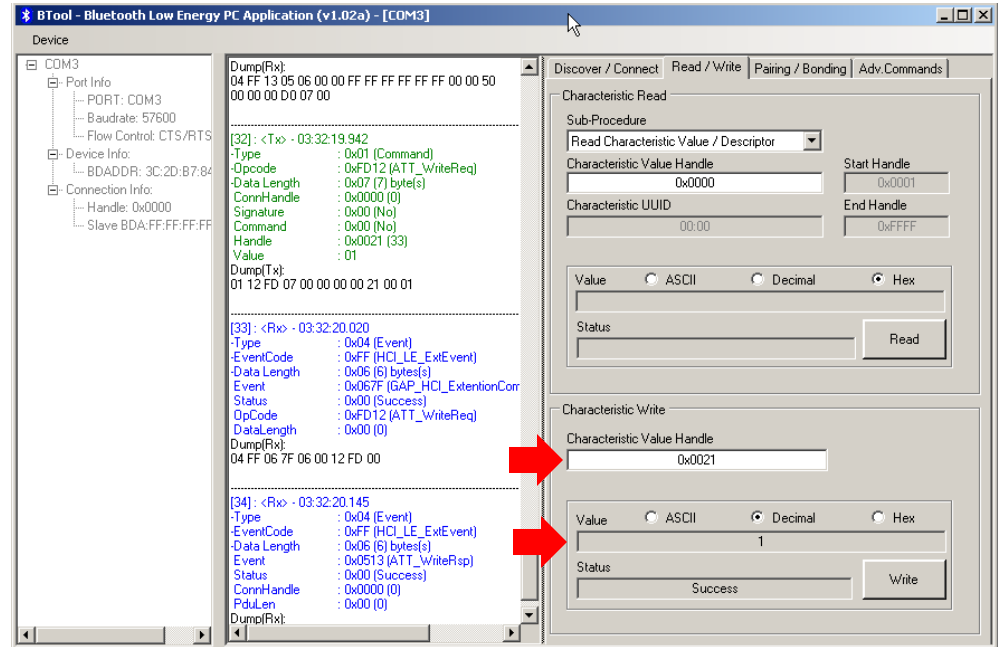 BTool - Bluetooth Low Energy PC Application (v1.02a) - [COM3]
Device
COM3
Port Info
PORT: COM3
Baudrate: 57600
Flow Control: CTS/RTS
Device Info:
BDADDR: 3C:2D:B7:84
Connection Info:
Handle: 0x0000
Slave BDA:FF:FF:FF:FF
Dump(Rx):
04 FF 13 05 06 00 00 FF FF FF FF FF FF 00 00 50
00 00 00 D0 07 00
[32] : <Tx> - 03:32:19.942
-Type : 0x01 (Command)
-Opcode : 0xFD12 (ATT_WriteReq)
-Data Length : 0x07 (7) byte(s)
ConnHandle : 0x0000 (0)
Signature : 0x00 (No)
Command : 0x00 (No)
Handle : 0x0021 (33)
Value : 01
Dump(Tx):
01 12 FD 07 00 00 00 00 21 00 01
[33] : <Rx> - 03:32:20.020
-Type : 0x04 (Event)
-EventCode : 0xFF (HCI_LE_ExtEvent)
-Data Length : 0x06 (6) bytes(s)
Event : 0x067F (GAP_HCI_ExtentionCom
Status : 0x00 (Success)
OpCode : 0xFD12 (ATT_WriteReq)
DataLength : 0x00 (0)
Dump(Rx):
04 FF 06 7F 06 00 12 FD 00
[34] : <Rx> - 03:32:20.145
-Type : 0x04 (Event)
-EventCode : 0xFF (HCI_LE_ExtEvent)
-Data Length : 0x06 (6) bytes(s)
Event : 0x0513 (ATT_WriteRsp)
Status : 0x00 (Success)
ConnHandle : 0x0000 (0)
PduLen : 0x00 (0)
Dump(Rx):
Discover / Connect Read / Write Pairing / Bonding Adv.Commands
Characteristic Read
Sub-Procedure
Read Characteristic Value / Descriptor
Characteristic Value Handle Start Handle
0x0000 0x0001
Characteristic UUID End Handle
00:00 0xFFFF
Value ASCII Decimal Hex
Status
Read
Characteristic Write
Characteristic Value Handle
0x0021
Value ASCII Decimal Hex
1
Status
Success
Write